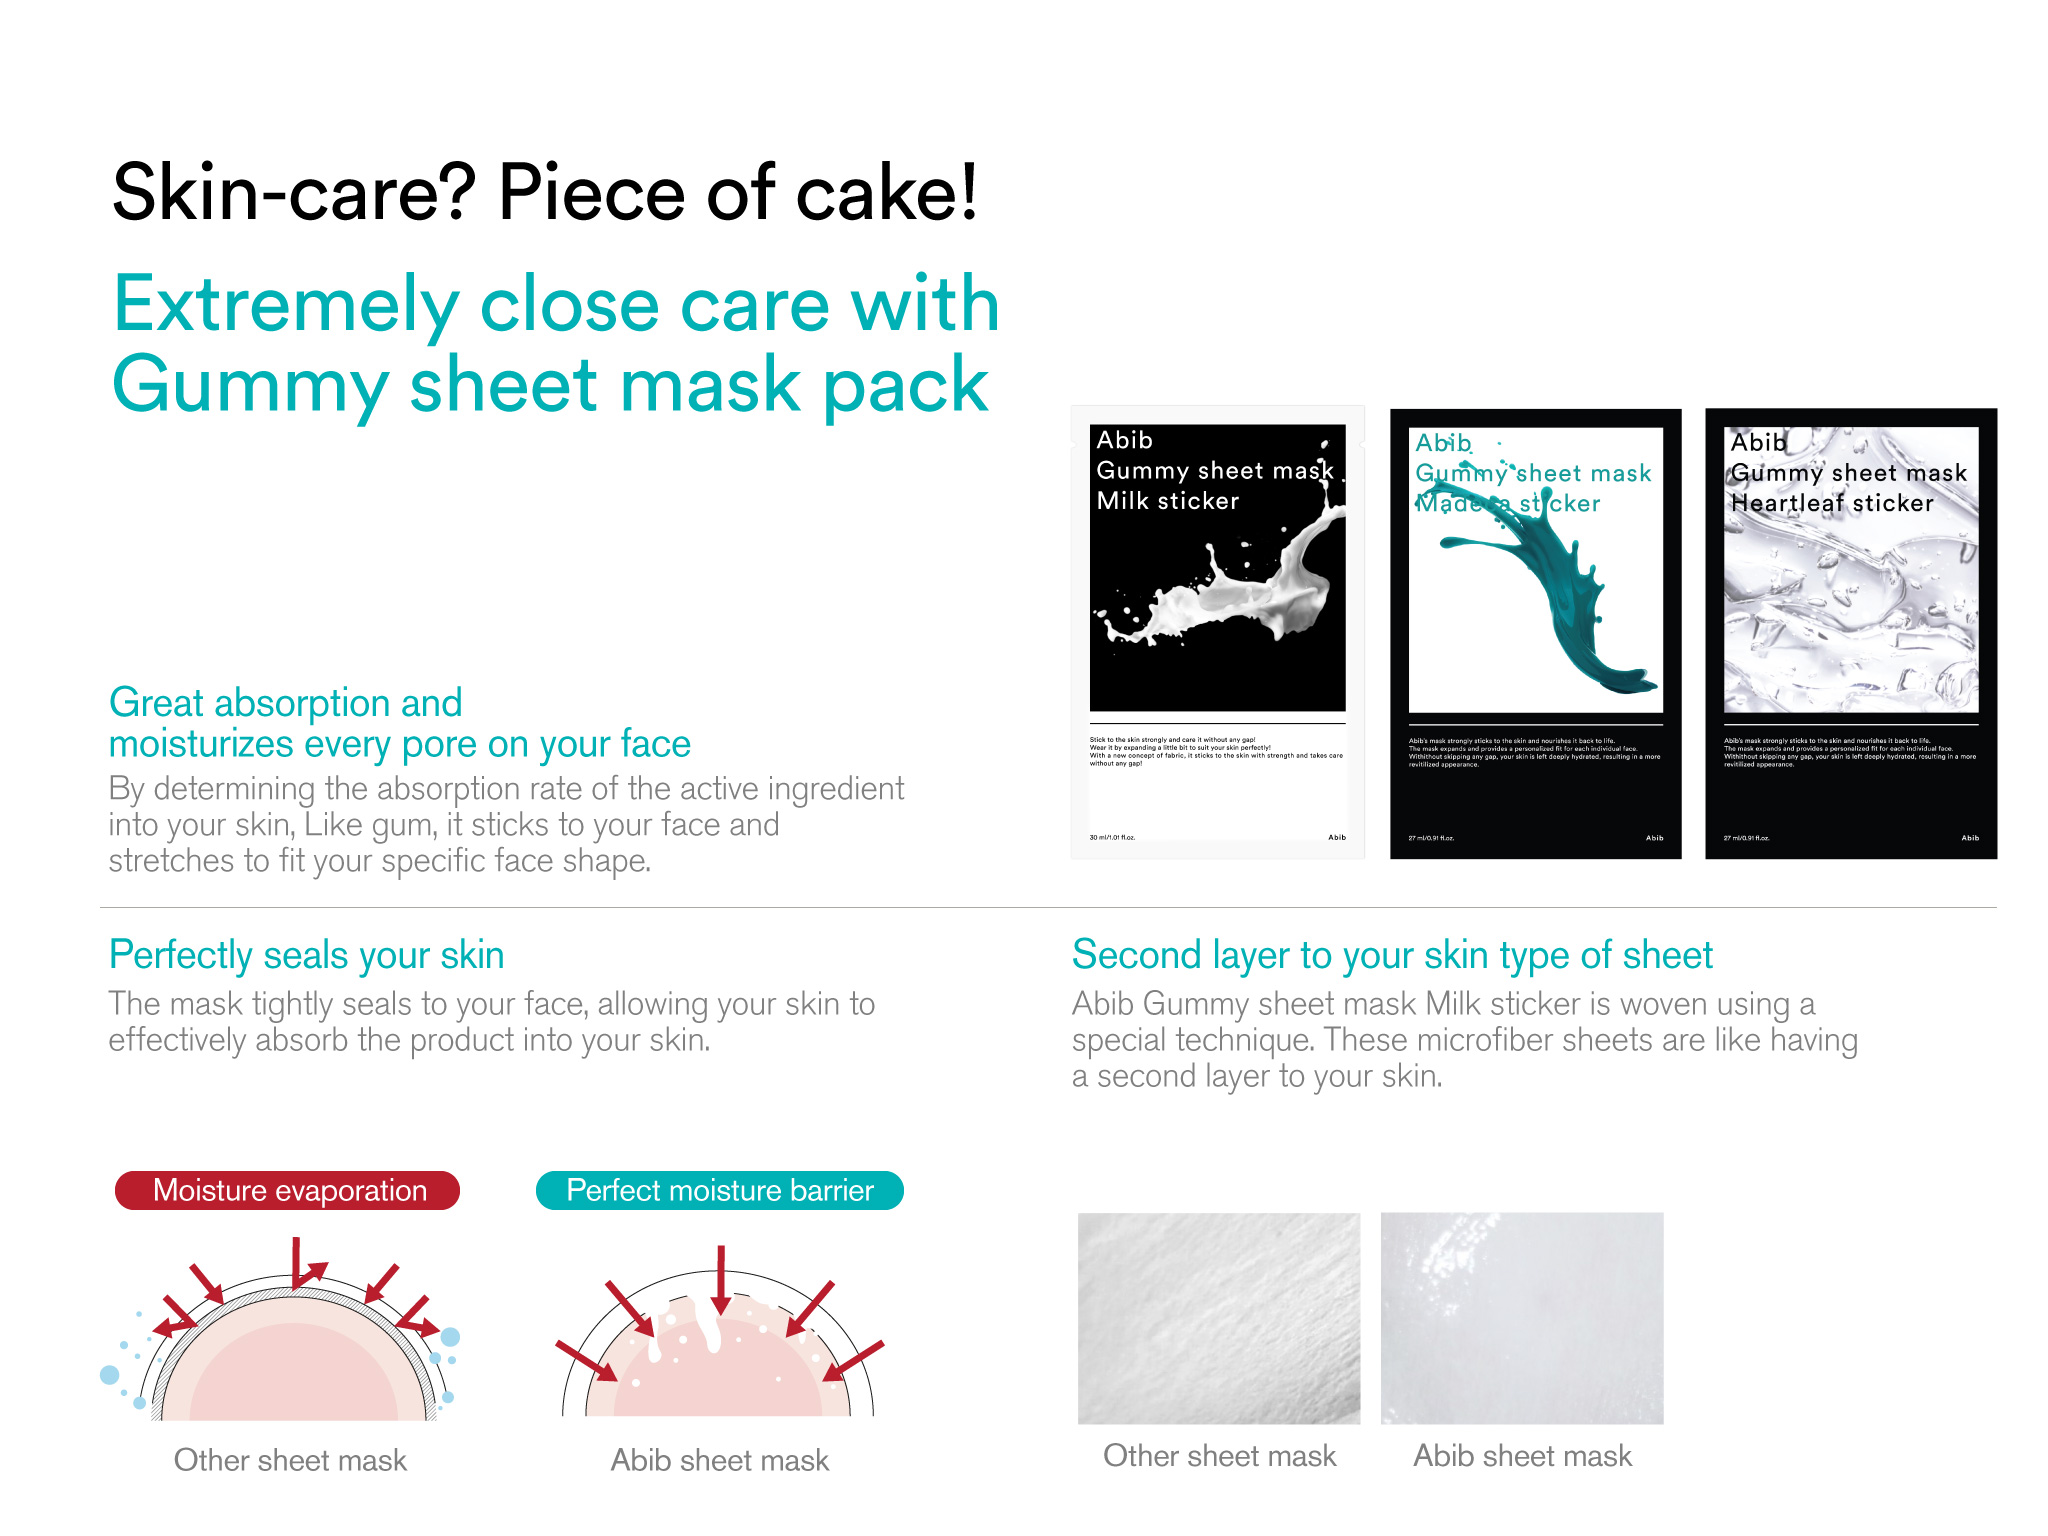 Skin-care? Piece of cake!
Extremely close care with
Gummy sheet mask pack
Abib
Gummy sheet mask
Milk sticker
Stick to the skin strongly and care it without any gap!
Wear it by expanding a little bit to suit your skin perfectly!
With a new concept of fabric, it sticks to the skin with strength and takes care
without any gap!
30 ml/1.01 fl.oz.
Abib
Abib
Gummy sheet mask
Madeca sticker
Abib's mask strongly sticks to the skin and nourishes it back to life.
The mask expands and provides a personalized fit for each individual face.
Withithout skipping any gap, your skin is left deeply hydrated, resulting in a more
revitilized appearance.
27 ml/0.91 fl.oz.
Abib
Abib
Gummy sheet mask
Heartleaf sticker
Abib's mask strongly sticks to the skin and nourishes it back to life.
The mask expands and provides a personalized fit for each individual face.
Withithout skipping any gap, your skin is left deeply hydrated, resulting in a more
revitilized appearance.
27 ml/0.91 fl.oz.
Abib
Great absorption and
moisturizes every pore on your face
By determining the absorption rate of the active ingredient
into your skin, Like gum, it sticks to your face and
stretches to fit your specific face shape.
Perfectly seals your skin
The mask tightly seals to your face, allowing your skin to
effectively absorb the product into your skin.
Moisture evaporation
Perfect moisture barrier
Other sheet mask
Abib sheet mask
Second layer to your skin type of sheet
Abib Gummy sheet mask Milk sticker is woven using a
special technique. These microfiber sheets are like having
a second layer to your skin.
Other sheet mask
Abib sheet mask